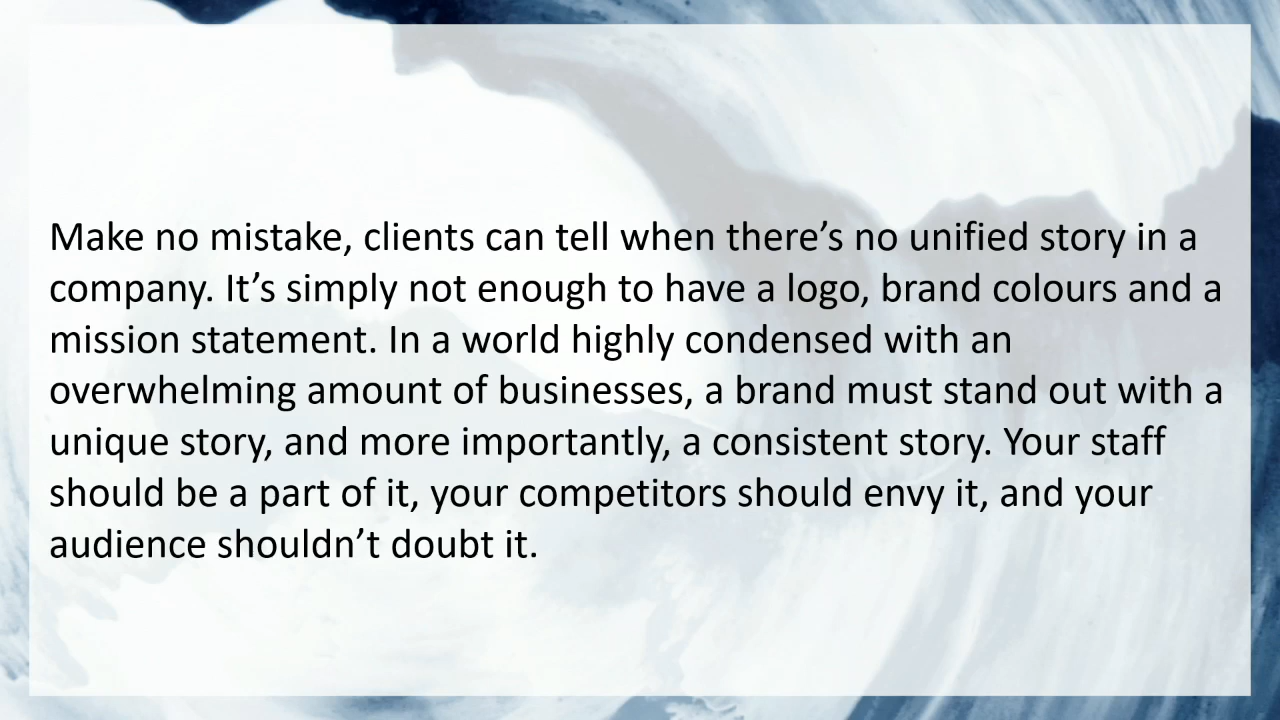 Make no mistake, clients can tell when there’s no unified story in a
company. It’s simply not enough to have a logo, brand colours and a
mission statement. In a world highly condensed with an
overwhelming amount of businesses, a brand must stand out with a
unique story, and more importantly, a consistent story. Your staff
should be a part of it, your competitors should envy it, and your
audience shouldn’t doubt it.